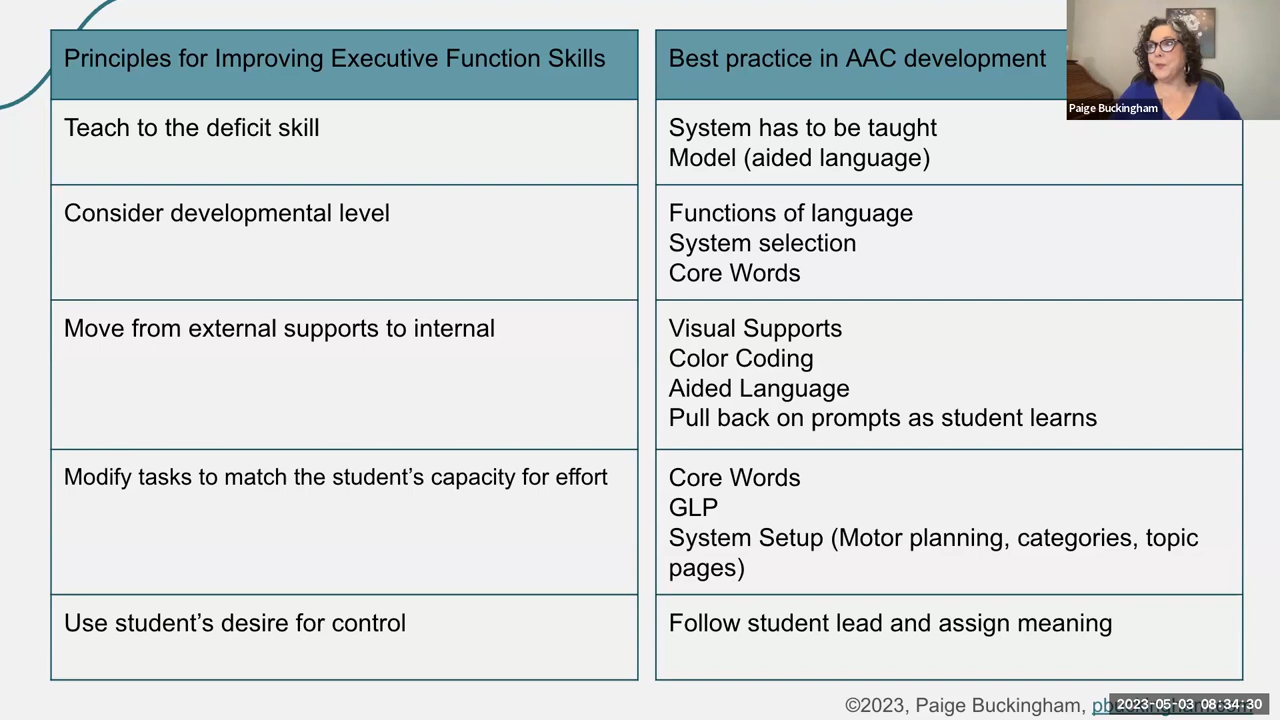 Principles for Improving Executive Function Skills
Best practice in AAC development
Paige Buckingham
Teach to the deficit skill
System has to be taught
Model (aided language)
Consider developmental level
Functions of language
System selection
Core Words
Move from external supports to internal
Visual Supports
Color Coding
Aided Language
Pull back on prompts as student learns
Modify tasks to match the student’s capacity for effort
Core Words
GLP
System Setup (Motor planning, categories, topic
pages)
Use student’s desire for control
Follow student lead and assign meaning
©2023, Paige Buckingham,
2023-05-03 08:34:30